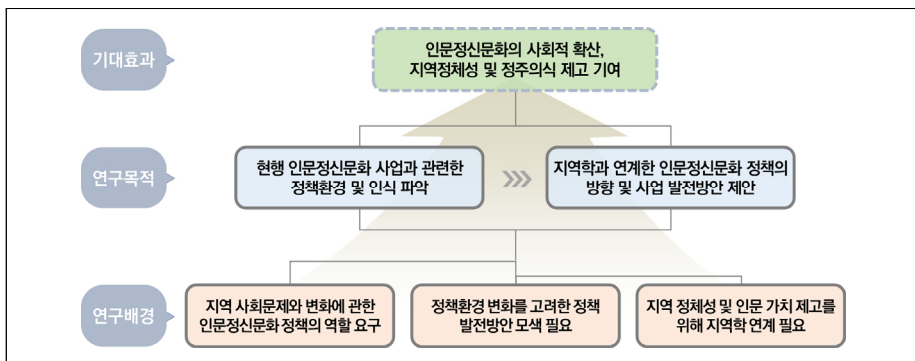 기대효과
인문정신문화의 사회적 확산,
지역정체성 및 정주의식 제고 기여
연구목적
현행 인문정신문화 사업과 관련한
정책환경 및 인식 파악
지역학과 연계한 인문정신문화 정책의
방향 및 사업 발전방안 제안
연구배경
지역 사회문제와 변화에 관한
인문정신문화 정책의 역할 요구
정책환경 변화를 고려한 정책
발전방안 모색 필요
지역 정체성 및 인문 가치 제고를
위해 지역학 연계 필요